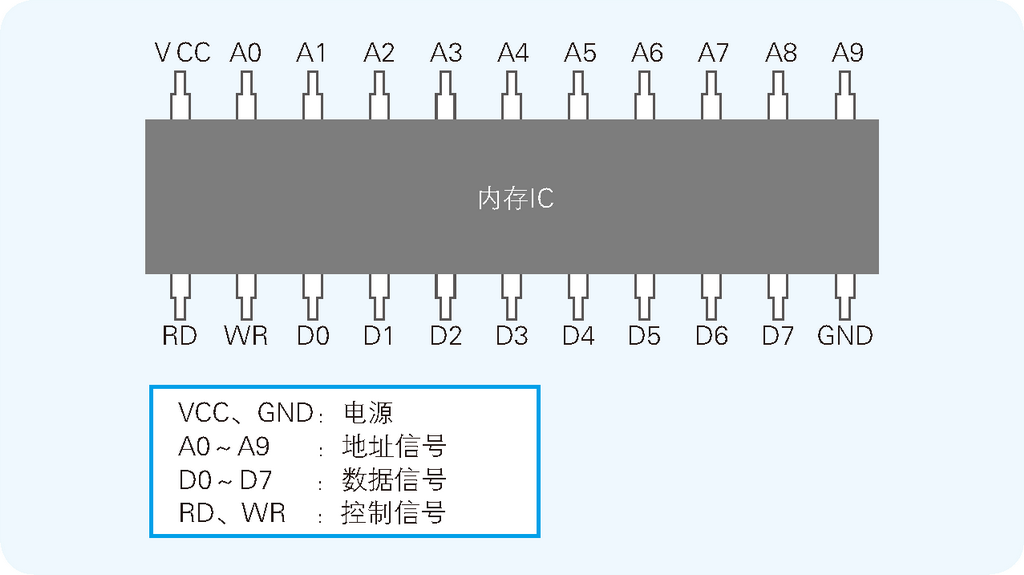 VCC A0 A1 A2 A3 A4 A5 A6 A7 A8 A9
内存IC
RD WR D0 D1 D2 D3 D4 D5 D6 D7 GND
VCC、GND：电源
A0～A9 ：地址信号
D0～D7 ：数据信号
RD、WR ：控制信号